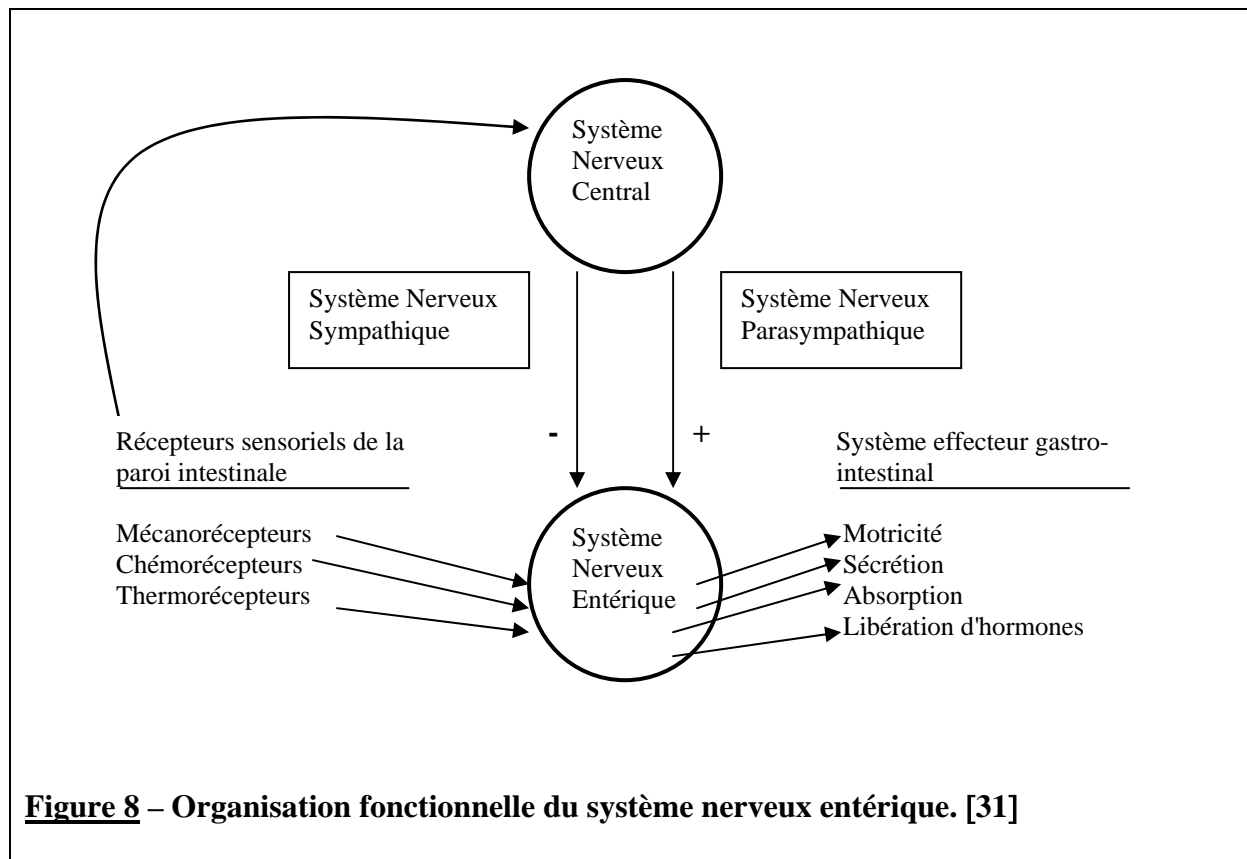 Système
Nerveux
Central
Système Nerveux
Sympathique
Système Nerveux
Parasympathique
Récepteurs sensoriels de la
paroi intestinale
-
+
Système effecteur gastro-
intestinal
Mécanorécepteurs
Chémorécepteurs
Thermorécepteurs
Système
Nerveux
Entérique
Motricité
Sécrétion
Absorption
Libération d'hormones
Figure 8 – Organisation fonctionnelle du système nerveux entérique. [31]